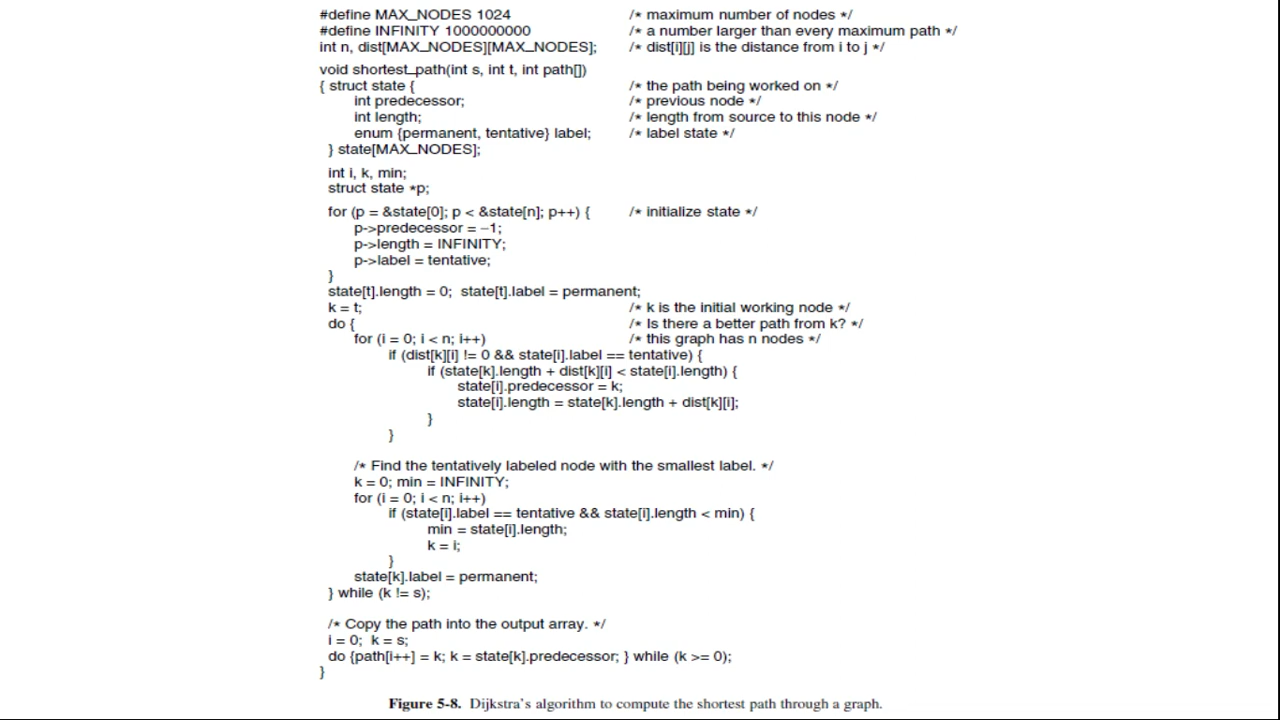 #define MAX_NODES 1024 /* maximum number of nodes */
#define INFINITY 1000000000 /* a number larger than every maximum path */
int n, dist[MAX_NODES][MAX_NODES]; /* dist[i][j] is the distance from i to j */
void shortest_path(int s, int t, int path[])
{ struct state { /* the path being worked on */
int predecessor; /* previous node */
int length; /* length from source to this node */
enum {permanent, tentative} label; /* label state */
} state[MAX_NODES];
int i, k, min;
struct state *p;
for (p = &state[0]; p < &state[n]; p++) { /* initialize state */
p->predecessor = −1;
p->length = INFINITY;
p->label = tentative;
}
state[t].length = 0; state[t].label = permanent;
k = t; /* k is the initial working node */
do { /* Is there a better path from k? */
for (i = 0; i < n; i++) /* this graph has n nodes */
if (dist[k][i] != 0 && state[i].label == tentative) {
if (state[k].length + dist[k][i] < state[i].length) {
state[i].predecessor = k;
state[i].length = state[k].length + dist[k][i];
}
}
/* Find the tentatively labeled node with the smallest label. */
k = 0; min = INFINITY;
for (i = 0; i < n; i++)
if (state[i].label == tentative && state[i].length < min) {
min = state[i].length;
k = i;
}
state[k].label = permanent;
} while (k != s);
/* Copy the path into the output array. */
i = 0; k = s;
do {path[i++] = k; k = state[k].predecessor; } while (k >= 0);
}
Figure 5-8. Dijkstra's algorithm to compute the shortest path through a graph.